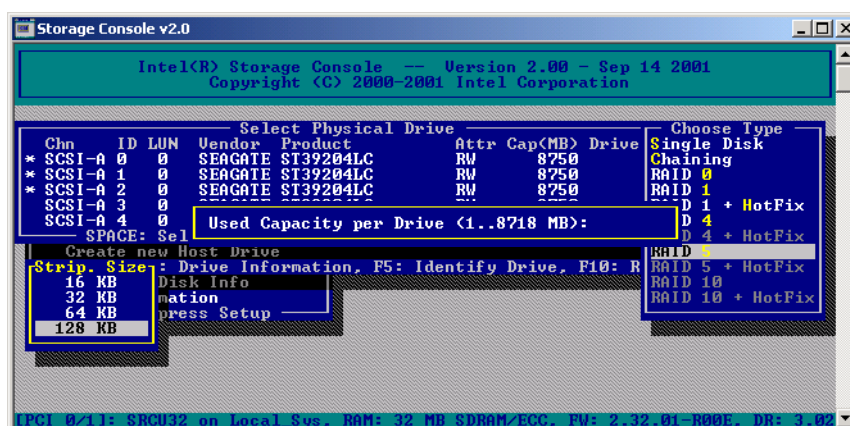 Storage Console v2.0
Intel(R) Storage Console -- Version 2.00 - Sep 14 2001
Copyright (C) 2000-2001 Intel Corporation
Select Physical Drive
Chn ID LUN Vendor Product Attr Cap(MB) Drive
* SCSI-A 0 0 SEAGATE ST39204LC RW 8750
* SCSI-A 1 0 SEAGATE ST39204LC RW 8750
* SCSI-A 2 0 SEAGATE ST39204LC RW 8750
SCSI-A 3 0
SCSI-A 4 0
SPACE: Sel
Used Capacity per Drive (1..8718 MB):
Choose Type
Single Disk
Chaining
RAID 0
RAID 1
RAID 1 + HotFix
D 4
D 4 + HotFix
RAID 5
RAID 5 + HotFix
RAID 10
RAID 10 + HotFix
Create new Host Drive
: Drive Information, F5: Identify Drive, F10: R
Strip. Size
16 KB
32 KB
64 KB
128 KB
Disk Info
mation
press Setup
[PCI 0/1]: SRCU32 on Local Sys. RAM: 32 MB SDRAM/ECC, FW: 2.32.01-R00E, DR: 3.02